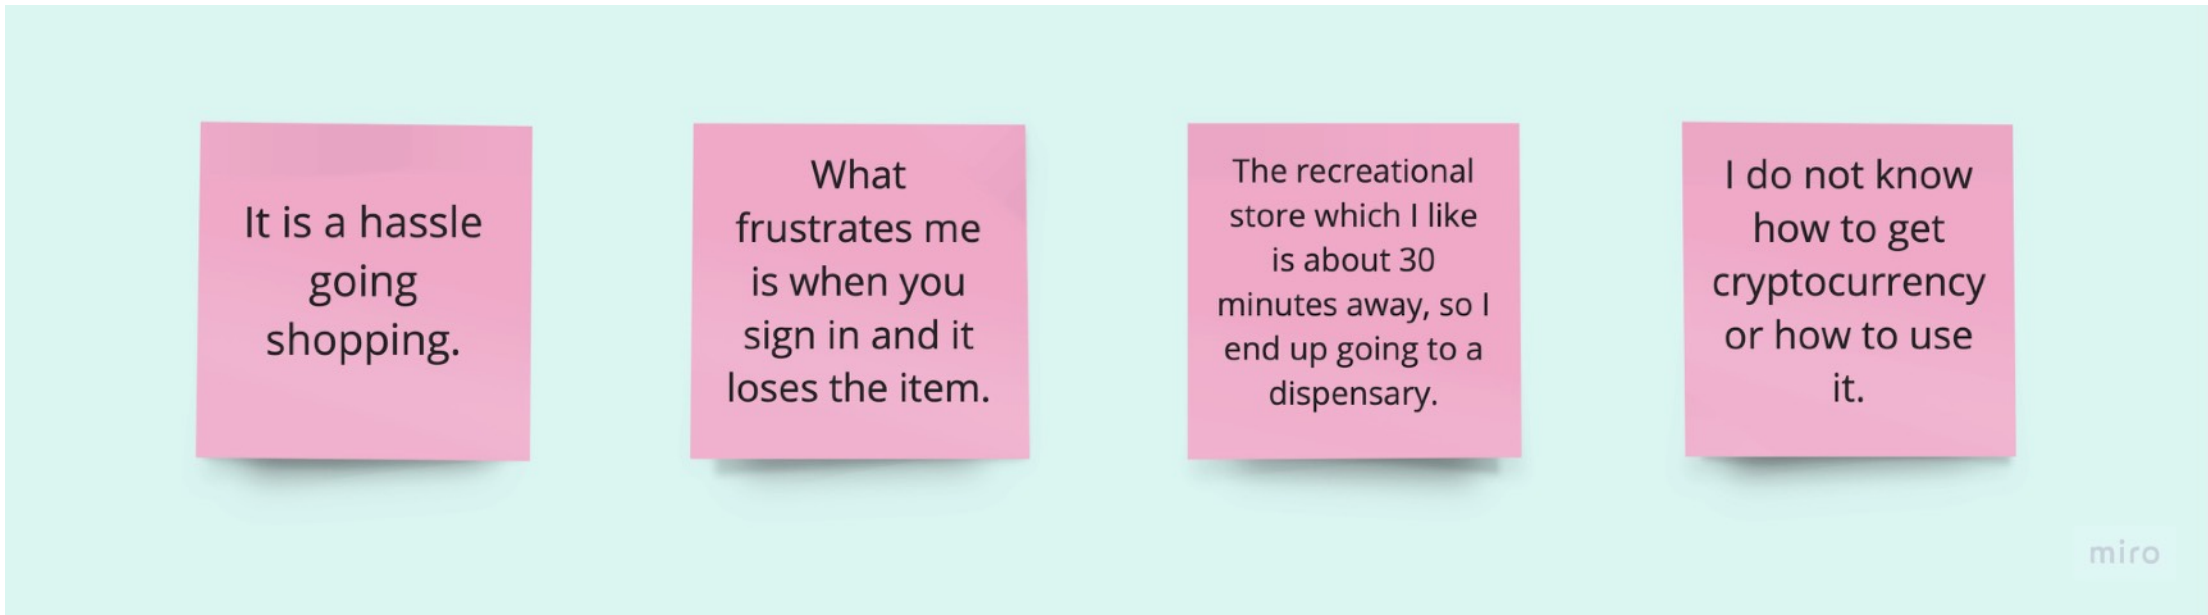 It is a hassle
going
shopping.
What
frustrates me
is when you
sign in and it
loses the item.
The recreational
store which I like
is about 30
minutes away, so I
end up going to a
dispensary.
I do not know
how to get
cryptocurrency
or how to use
it.
miro